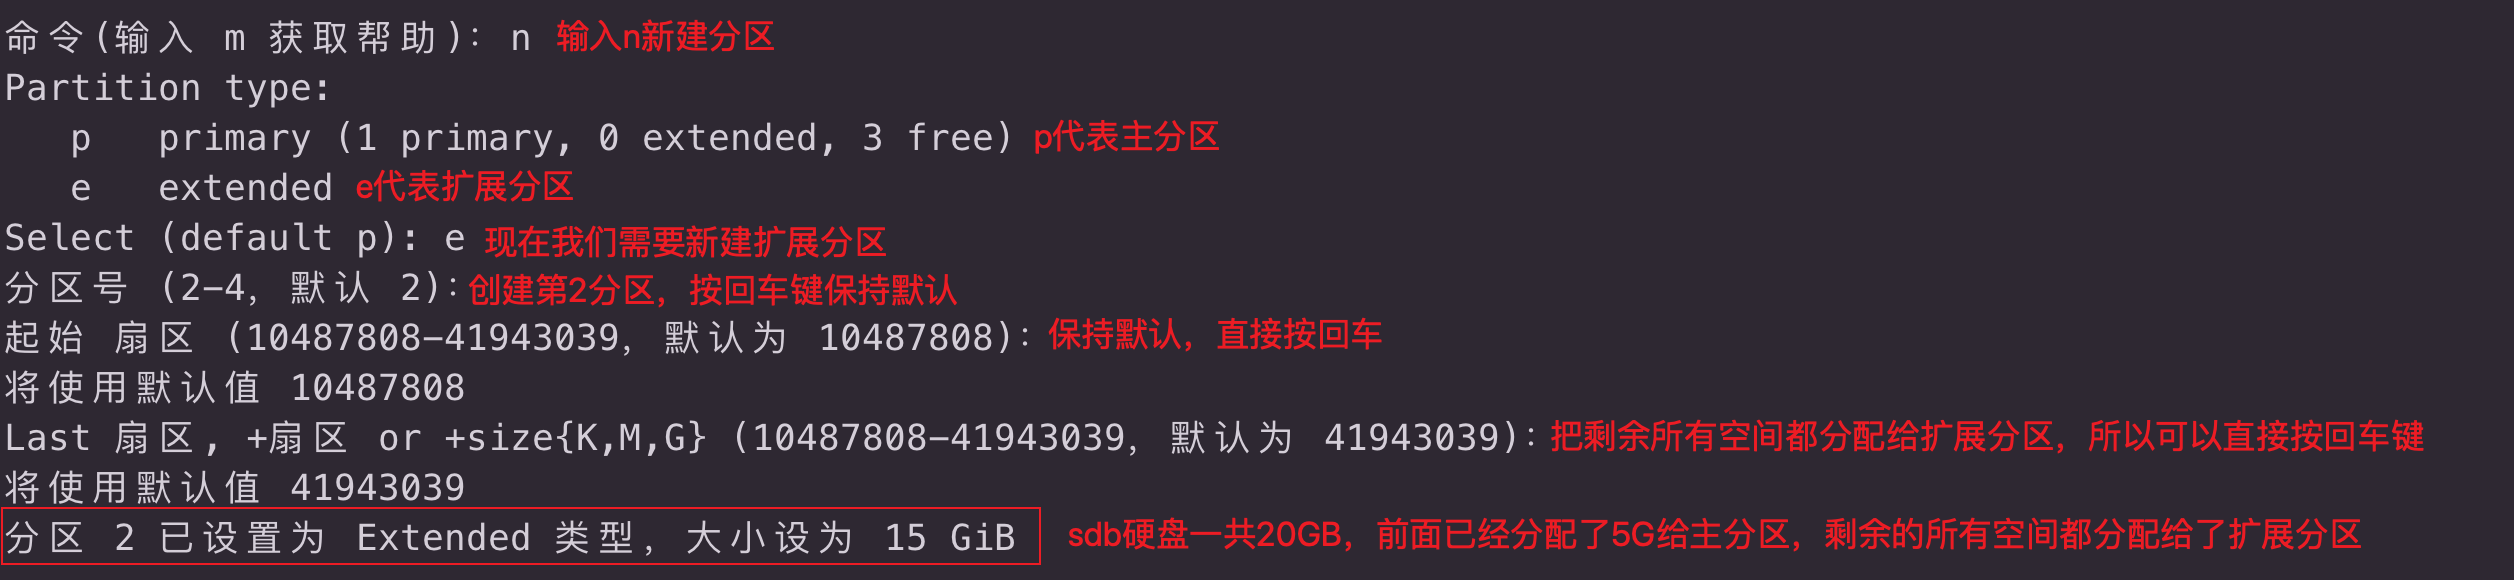 命令(输入 m 获取帮助)：n 输入n新建分区
Partition type:
   p   primary (1 primary, 0 extended, 3 free) p代表主分区
   e   extended e代表扩展分区
Select (default p): e 现在我们需要新建扩展分区
分区号 (2-4，默认 2)：创建第2分区，按回车键保持默认
起始 扇区 (10487808-41943039，默认为 10487808)：保持默认，直接按回车
将使用默认值 10487808
Last 扇区, +扇区 or +size{K,M,G} (10487808-41943039，默认为 41943039)：把剩余所有空间都分配给扩展分区，所以可以直接按回车键
将使用默认值 41943039
分区 2 已设置为 Extended 类型，大小设为 15 GiB sdb硬盘一共20GB，前面已经分配了5G给主分区，剩余的所有空间都分配给了扩展分区